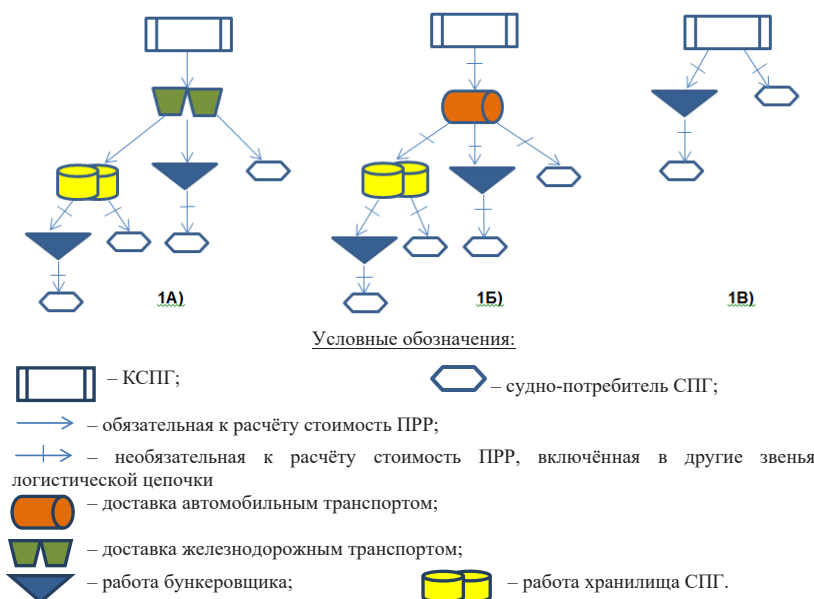 1А)
1Б)
1В)
Условные обозначения:
– КСПГ;
– судно-потребитель СПГ;
– обязательная к расчёту стоимость ПРР;
– необязательная к расчёту стоимость ПРР, включённая в другие звенья
логистической цепочки
– доставка автомобильным транспортом;
– доставка железнодорожным транспортом;
– работа бункеровщика;
– работа хранилища СПГ.